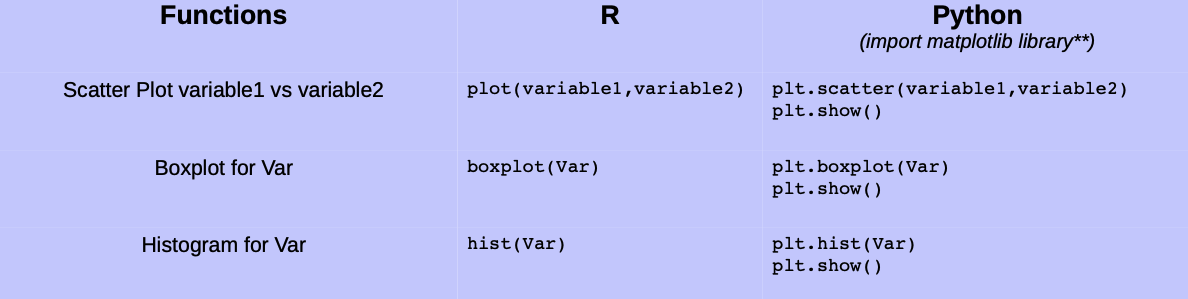 Functions R Python
(import matplotlib library**)
Scatter Plot variable1 vs variable2 plot(variable1,variable2) plt.scatter(variable1,variable2)
plt.show()
Boxplot for Var boxplot(Var) plt.boxplot(Var)
plt.show()
Histogram for Var hist(Var) plt.hist(Var)
plt.show()